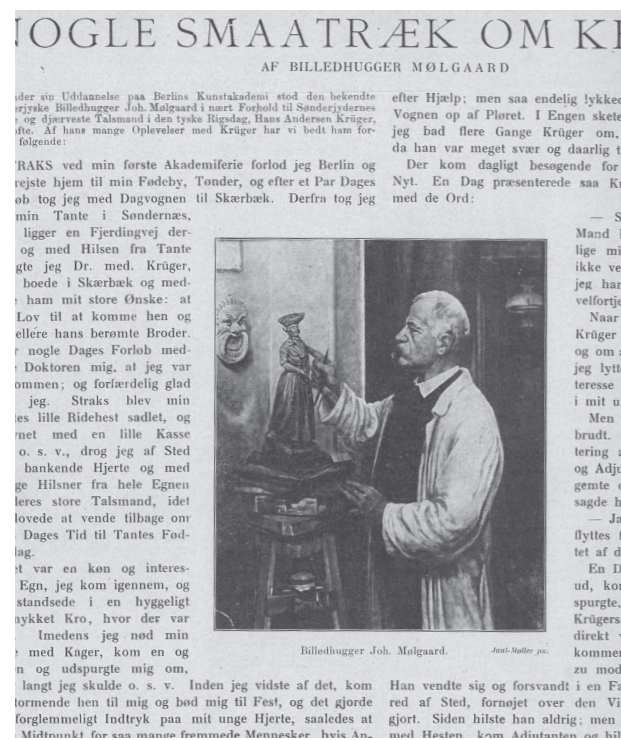 NOGLE SMAATRÆK OM KR
AF BILLEDHUGGER MØLGAARD
nder sin Uddannelse paa Berlins Kunstakademi stod den bekendte
erjyske Billedhugger Joh. Mølgaard i nært Forhold til Sønderjydernes
e og djærveste Talsmand i den tyske Rigsdag, Hans Andersen Krüger,
ofte. Af hans mange Oplevelser med Krüger har vi bedt ham for-
følgende:
TRAKS ved min første Akademiferie forlod jeg Berlin og
rejste hjem til min Fødeby, Tønder, og efter et Par Dages
øb tog jeg med Dagvognen til Skærbæk. Derfra tog jeg
min Tante i Søndernæs,
ligger en Fjerdingvej der-
og med Hilsen fra Tante
gte jeg Dr. med. Krüger,
boede i Skærbæk og med-
e ham mit store Ønske: at
Lov til at komme hen og
ellere hans berømte Broder.
r nogle Dages Forløb med-
e Doktoren mig, at jeg var
ommen; og forfærdelig glad
jeg. Straks blev min
tes lille Ridehest sadlet, og
rnet med en lille Kasse
o. s. v., drog jeg af Sted
bankende Hjerte og med
ge Hilsner fra hele Egnen
deres store Talsmand, idet
lovede at vende tilbage om
Dages Tid til Tantes Fød-
dag.
et var en køn og interes-
Egn, jeg kom igennem, og
standsede i en hyggeligt
mykket Kro, hvor der var
Imedens jeg nød min
e med Kager, kom en og
n og udspurgte mig om,
langt jeg skulde o. s. v. Inden jeg vidste af det, kom
tormende hen til mig og bød mig til Fest, og det gjorde
forglemmeligt Indtryk paa mit unge Hjerte, saaledes at
Midtpunkt for saa mange fremmede Mennesker, hvis An-
Billedhugger Joh. Mølgaard.
Juul-Møller px.
efter Hjælp; men saa endelig lykked
Vognen op af Pløret. I Engen skete
jeg bad flere Gange Krüger om,
da han var meget svær og daarlig t
Der kom dagligt besøgende for
Nyt. En Dag præsenterede saa Kr
med de Ord:
— S
Mand
lige mi
ikke ve
jeg har
velfortje
Naar
Krüger
og om
jeg lytt
teresse
i mit u
Men
brudt.
tering
og Adju
gemte
sagde h
— Ja
flyttes f
tet af d
En D
ud, kom
spurgte,
Krügers
direkt v
kommen
zu mod
Han vendte sig og forsvandt i en Fa
red af Sted, fornøjet over den Vi
gjort. Siden hilste han aldrig; men
med Hesten, kom Adjutanten og hil